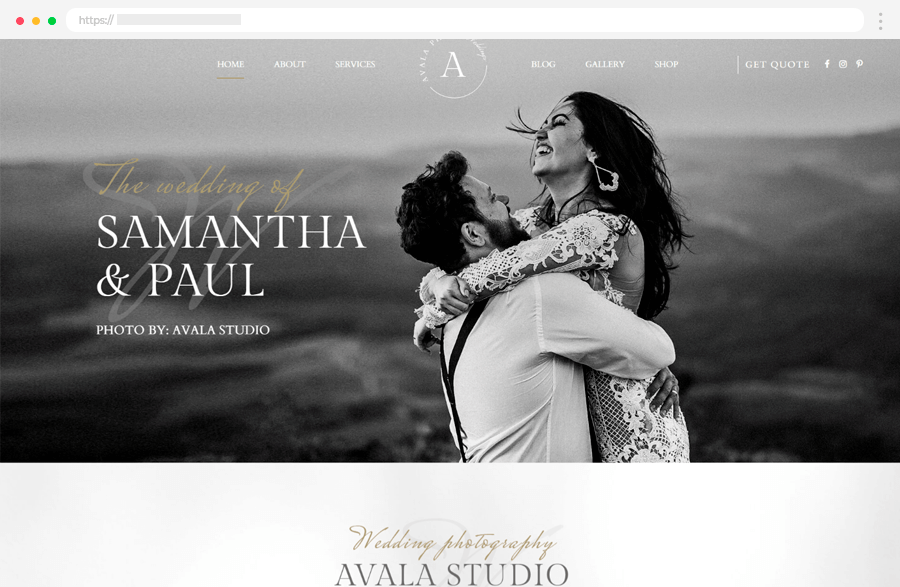 https://
HOME ABOUT SERVICES
AVALA
A
BLOG GALLERY SHOP
GET QUOTE
The wedding of
SAMANTHA
& PAUL
PHOTO BY: AVALA STUDIO
Wedding photography
AVALA STUDIO